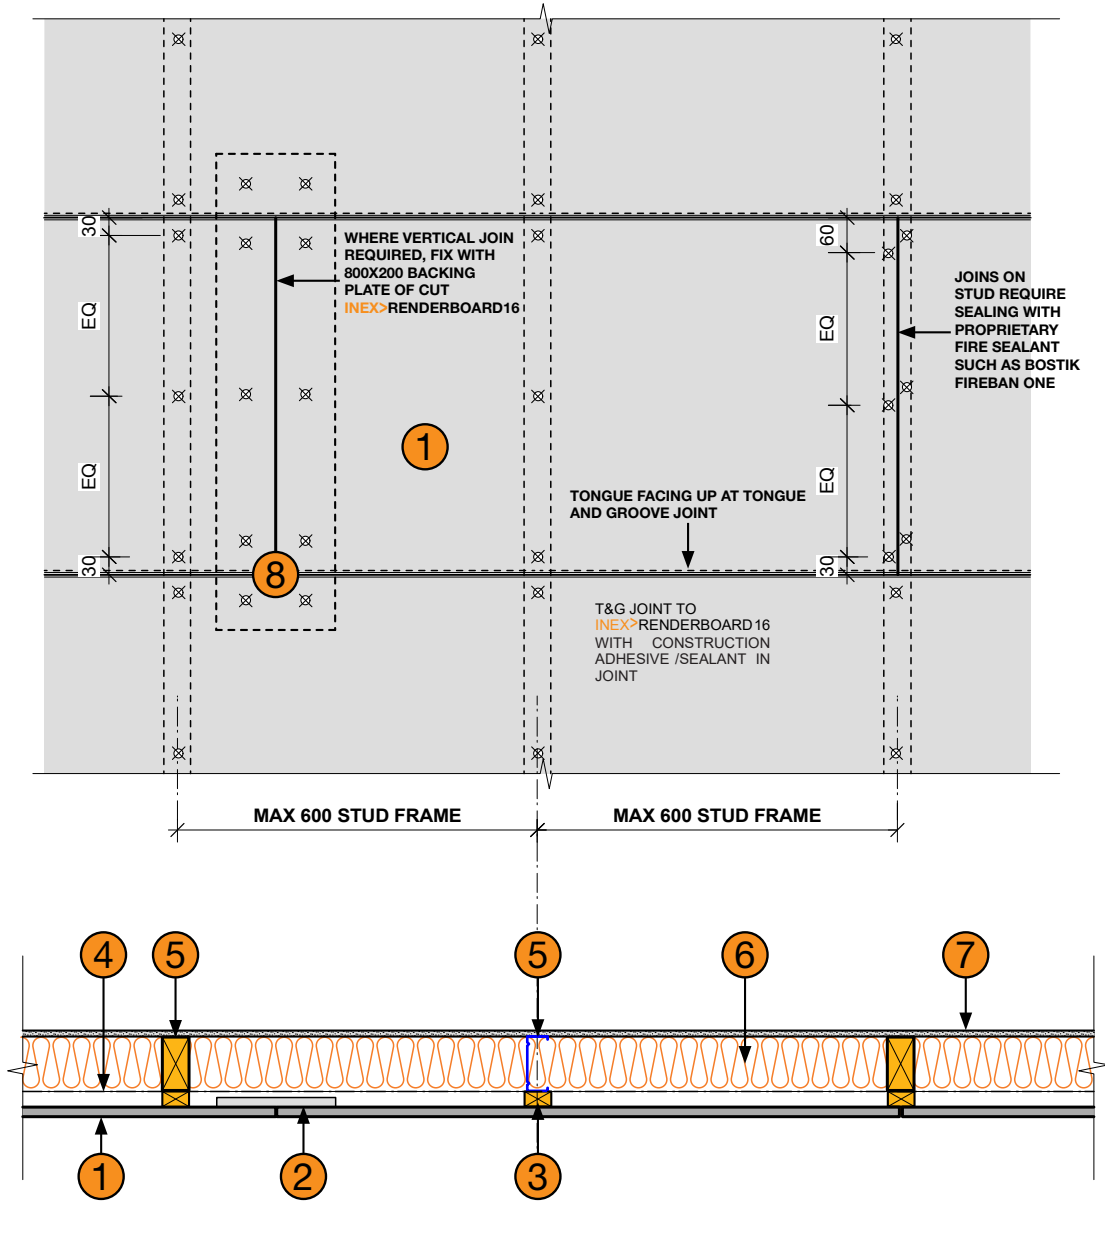 30
EQ
EQ
30
WHERE VERTICAL JOIN
REQUIRED, FIX WITH
800X200 BACKING
PLATE OF CUT
INEX>RENDERBOARD16
60
EQ
EQ
30
JOINS ON
STUD REQUIRE
SEALING WITH
PROPRIETARY
FIRE SEALANT
SUCH AS BOSTIK
FIREBAN ONE
1
TONGUE FACING UP AT TONGUE
AND GROOVE JOINT
8
T&G JOINT TO
INEX>RENDERBOARD16
WITH CONSTRUCTION
ADHESIVE /SEALANT IN
JOINT
MAX 600 STUD FRAME
MAX 600 STUD FRAME
4
5
5
6
7
1
2
3